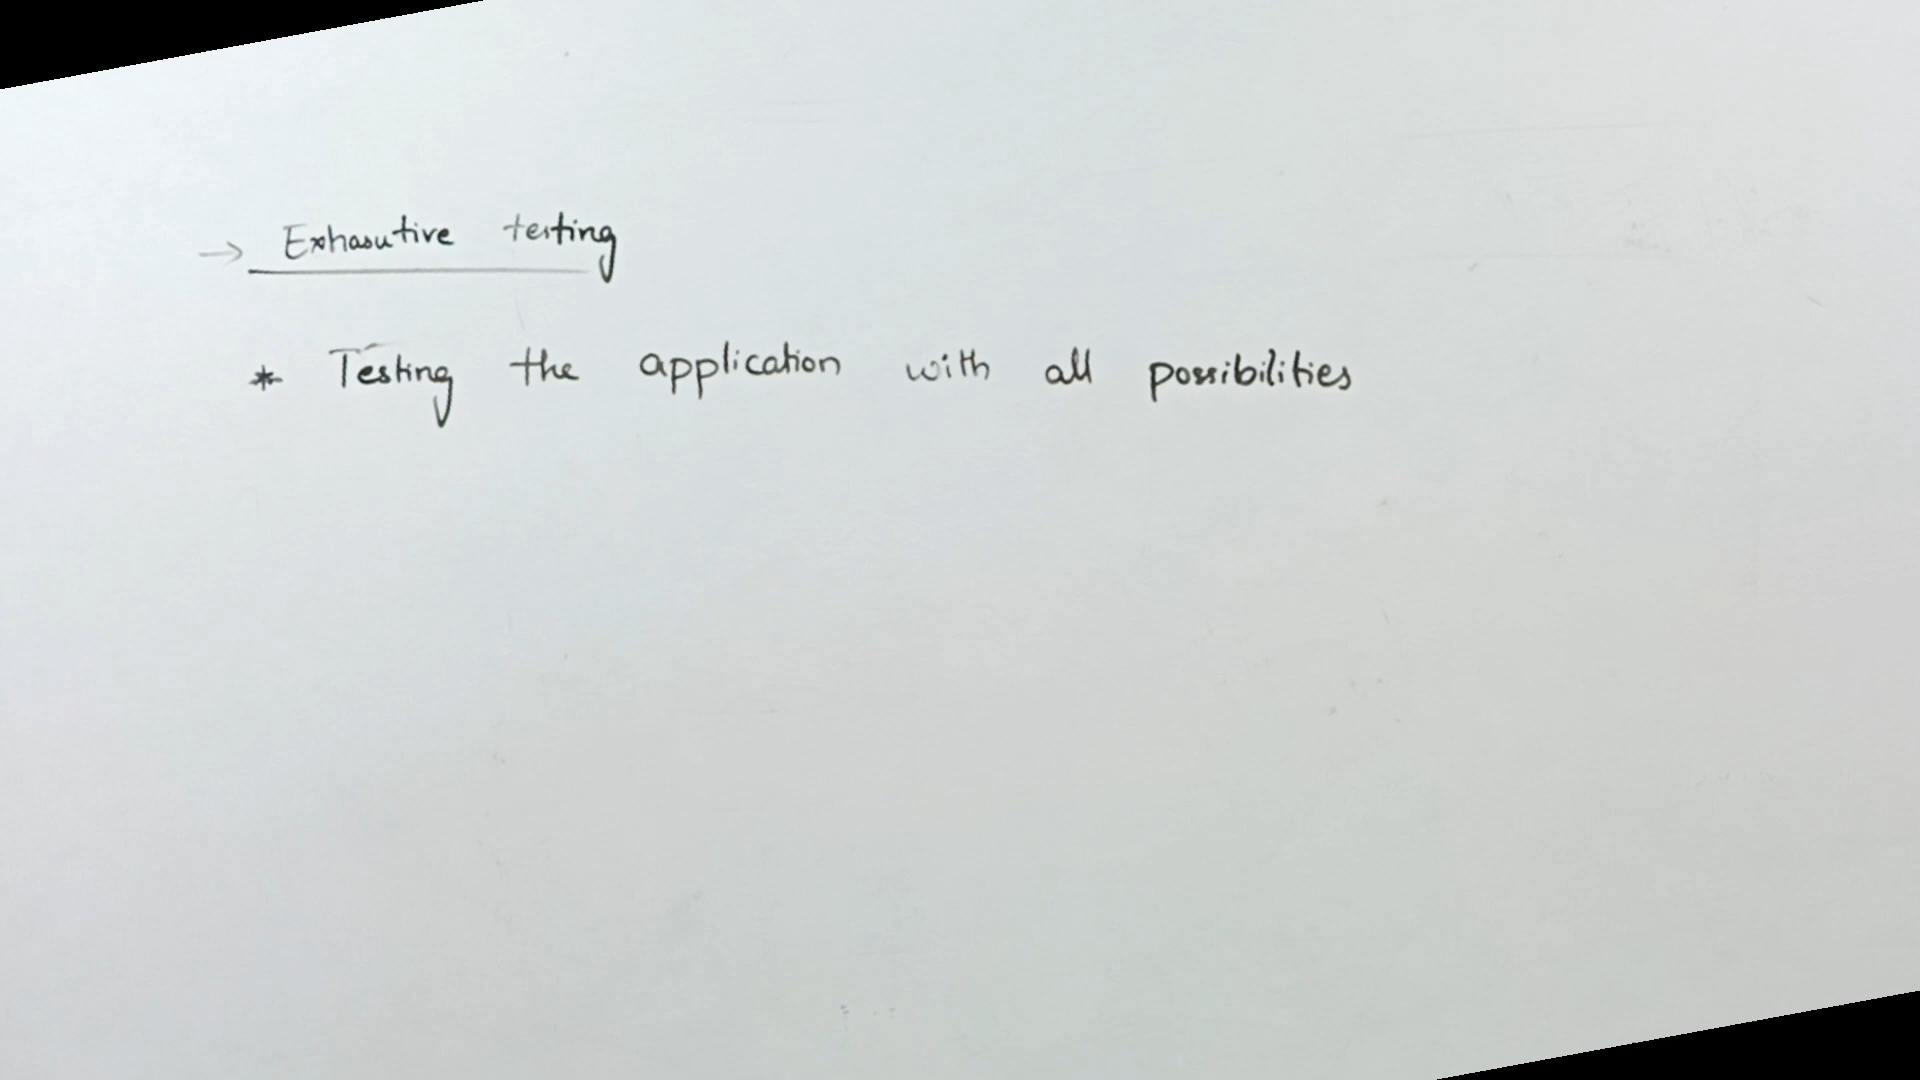 → Exhasutive testing
* Testing the application with all possibilities